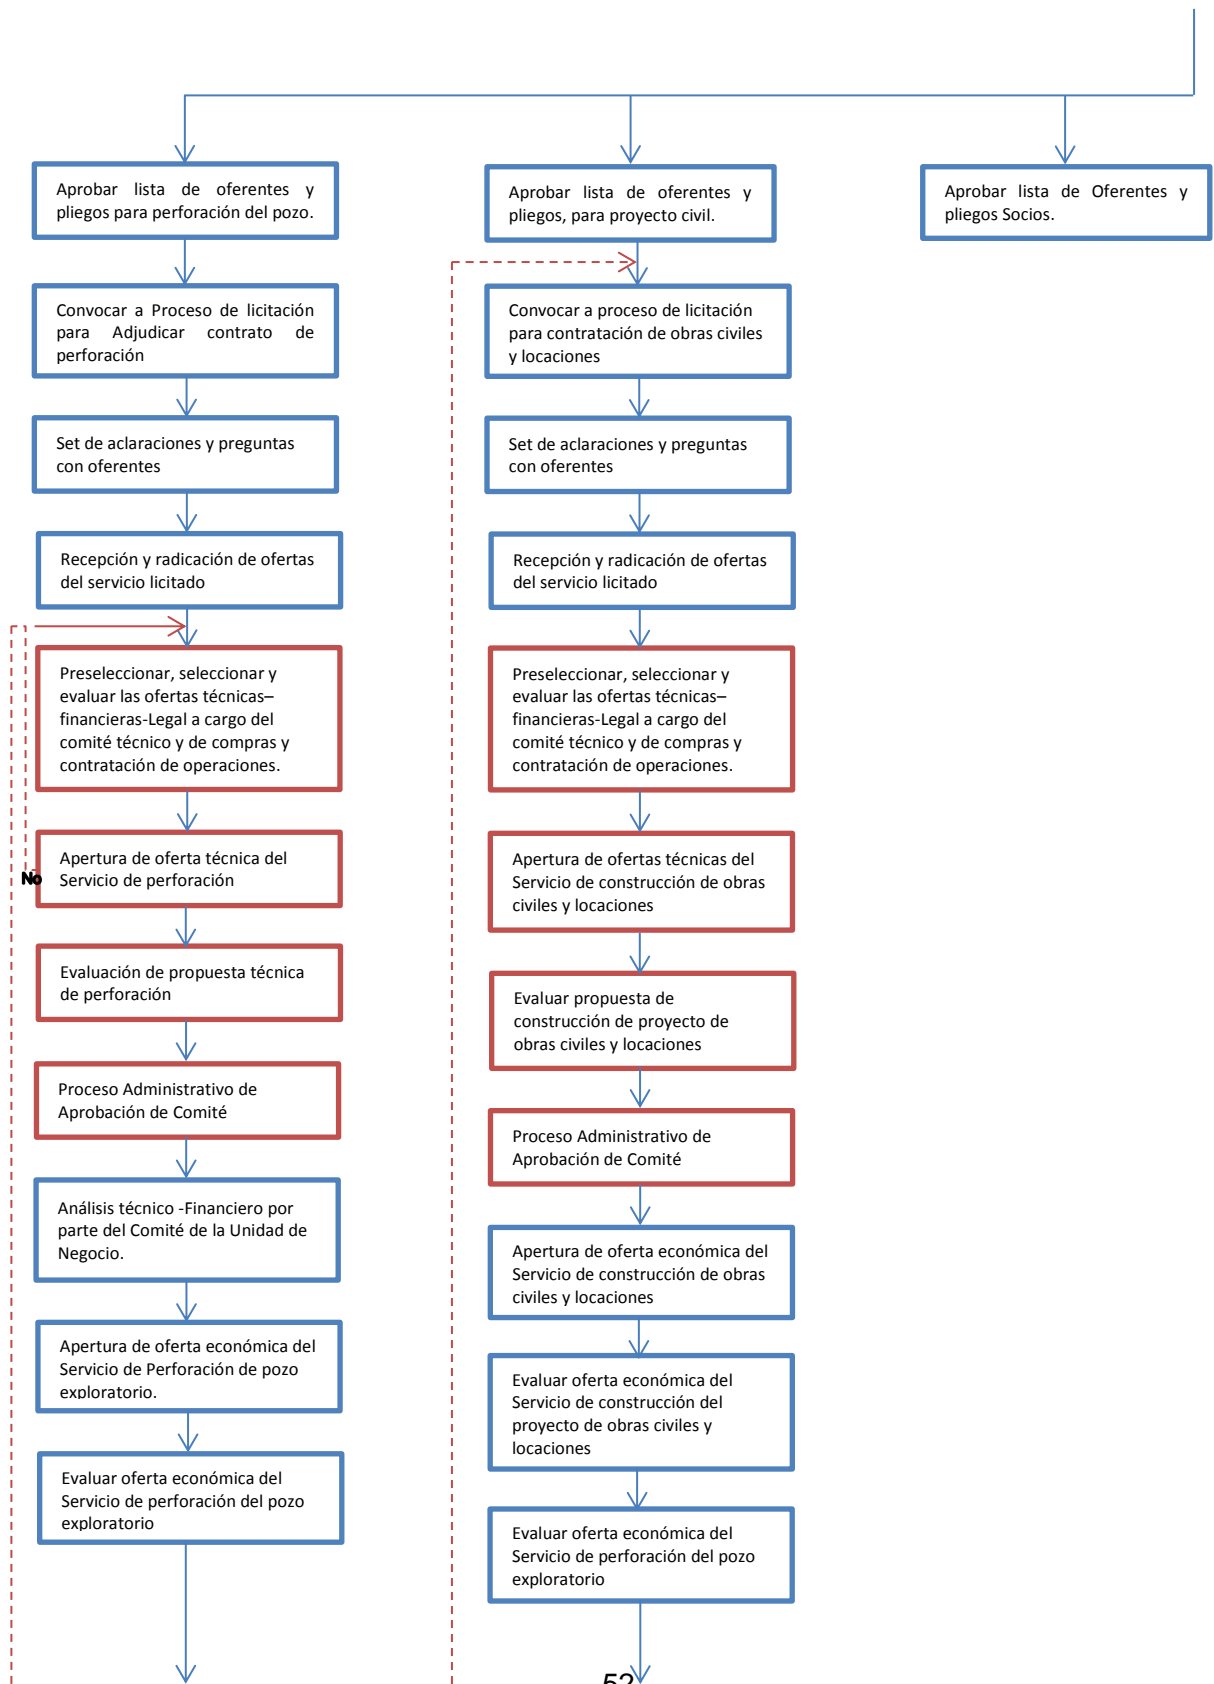 Aprobar lista de oferentes y
pliegos para perforación del pozo.
Convocar a Proceso de licitación
para Adjudicar contrato de
perforación
Set de aclaraciones y preguntas
con oferentes
Recepción y radicación de ofertas
del servicio licitado
Preseleccionar, seleccionar y
evaluar las ofertas técnicas–
financieras-Legal a cargo del
comité técnico y de compras y
contratación de operaciones.
Apertura de oferta técnica del
Servicio de perforación
No
Evaluación de propuesta técnica
de perforación
Proceso Administrativo de
Aprobación de Comité
Análisis técnico -Financiero por
parte del Comité de la Unidad de
Negocio.
Apertura de oferta económica del
Servicio de Perforación de pozo
exploratorio.
Evaluar oferta económica del
Servicio de perforación del pozo
exploratorio
Aprobar lista de oferentes y
pliegos, para proyecto civil.
Convocar a proceso de licitación
para contratación de obras civiles
y locaciones
Set de aclaraciones y preguntas
con oferentes
Recepción y radicación de ofertas
del servicio licitado
Preseleccionar, seleccionar y
evaluar las ofertas técnicas–
financieras-Legal a cargo del
comité técnico y de compras y
contratación de operaciones.
Apertura de ofertas técnicas del
Servicio de construcción de obras
civiles y locaciones
Evaluar propuesta de
construcción de proyecto de
obras civiles y locaciones
Proceso Administrativo de
Aprobación de Comité
Apertura de oferta económica del
Servicio de construcción de obras
civiles y locaciones
Evaluar oferta económica del
Servicio de construcción del
proyecto de obras civiles y
locaciones
Evaluar oferta económica del
Servicio de perforación del pozo
exploratorio
Aprobar lista de Oferentes y
pliegos Socios.
52